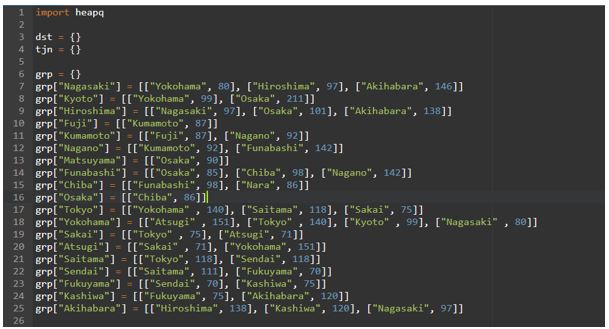 1 import heapq
2
3 dst = {}
4 tjn = {}
5
6 grp = {}
7 grp["Nagasaki"] = [["Yokohama", 80], ["Hiroshima", 97], ["Akihabara", 146]]
8 grp["Kyoto"] = [["Yokohama", 99], ["Osaka", 211]]
9 grp["Hiroshima"] = [["Nagasaki", 97], ["Osaka", 101], ["Akihabara", 138]]
10 grp["Fuji"] = [["Kumamoto", 87]]
11 grp["Kumamoto"] = [["Fuji", 87], ["Nagano", 92]]
12 grp["Nagano"] = [["Kumamoto", 92], ["Funabashi", 142]]
13 grp["Matsuyama"] = [["Osaka", 90]]
14 grp["Funabashi"] = [["Osaka", 85], ["Chiba", 98], ["Nagano", 142]]
15 grp["Chiba"] = [["Funabashi", 98], ["Nara", 86]]
16 grp["Osaka"] = [["Chiba", 86]]
17 grp["Tokyo"] = [["Yokohama" , 140], ["Saitama", 118], ["Sakai", 75]]
18 grp["Yokohama"] = [["Atsugi" , 151], ["Tokyo" , 140], ["Kyoto" , 99], ["Nagasaki" , 80]]
19 grp["Sakai"] = [["Tokyo" , 75], ["Atsugi", 71]]
20 grp["Atsugi"] = [["Sakai" , 71], ["Yokohama", 151]]
21 grp["Saitama"] = [["Tokyo", 118], ["Sendai", 118]]
22 grp["Sendai"] = [["Saitama", 111], ["Fukuyama", 70]]
23 grp["Fukuyama"] = [["Sendai", 70], ["Kashiwa", 75]]
24 grp["Kashiwa"] = [["Fukuyama", 75], ["Akihabara", 120]]
25 grp["Akihabara"] = [["Hiroshima", 138], ["Kashiwa", 120], ["Nagasaki", 97]]
26